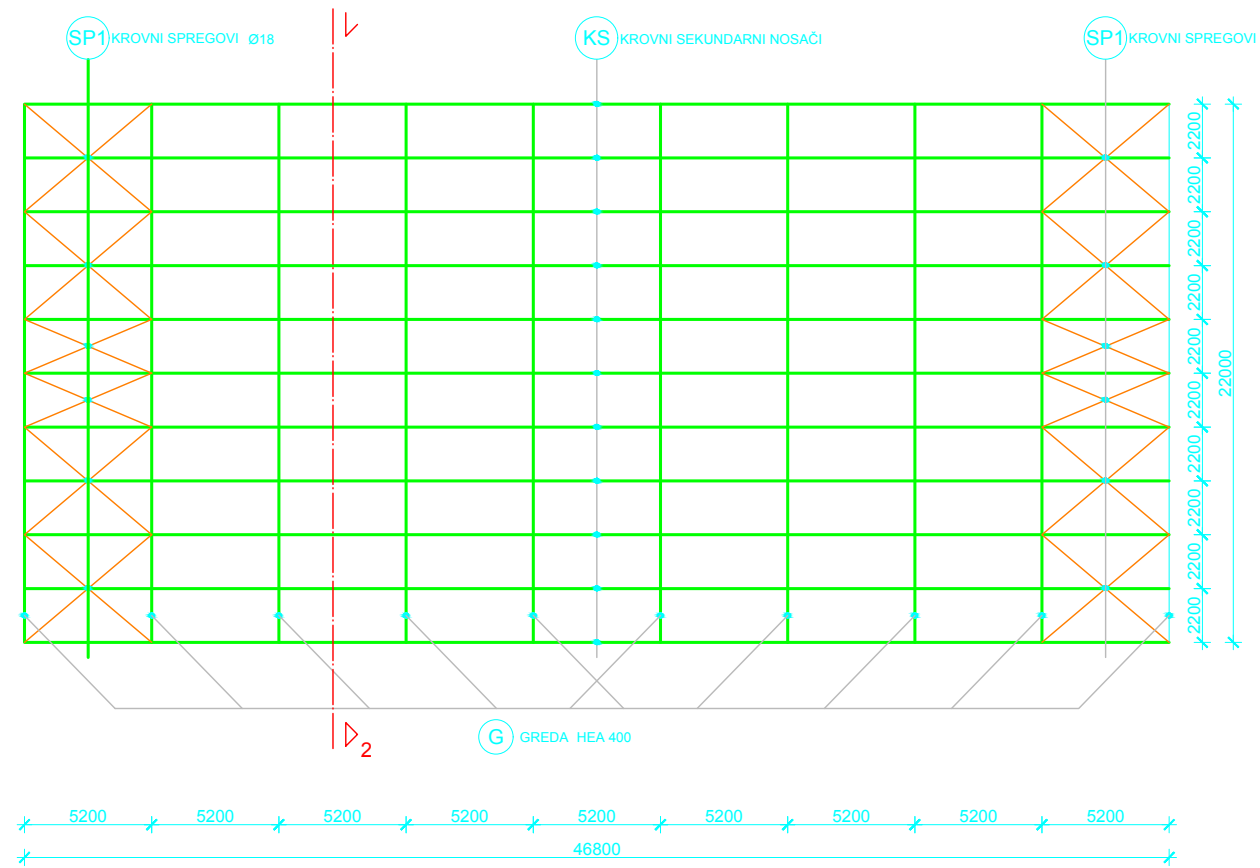 SP1 KROVNI SPREGOVI Ø18
KS KROVNI SEKUNDARNI NOSAČI
SP1 KROVNI SPREGOVI
2200
2200
2200
2200
2200
2200
2200
2200
2200
2200
22000
2
G GREDA HEA 400
5200 5200 5200 5200 5200 5200 5200 5200 5200
46800